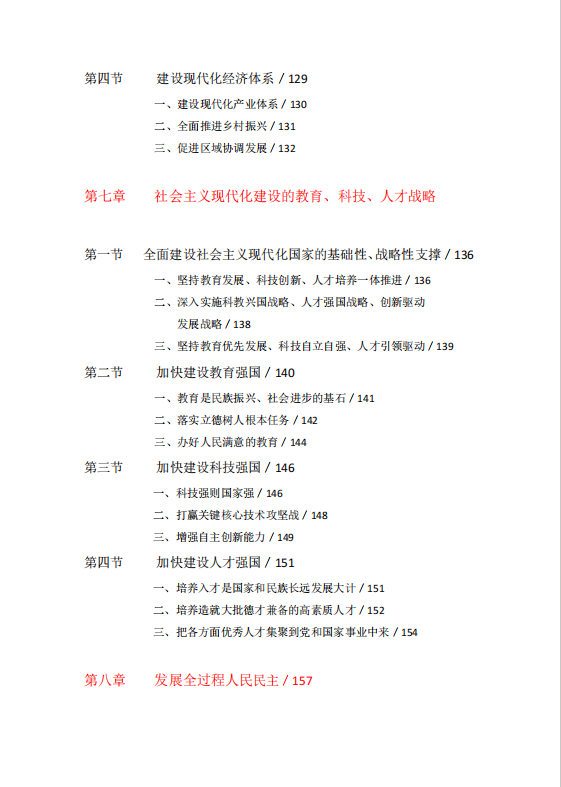 第四节 建设现代化经济体系 / 129
一、建设现代化产业体系 / 130
二、全面推进乡村振兴 / 131
三、促进区域协调发展 / 132
第七章 社会主义现代化建设的教育、科技、人才战略
第一节 全面建设社会主义现代化国家的基础性、战略性支撑 / 136
一、坚持教育发展、科技创新、人才培养一体推进 / 136
二、深入实施科教兴国战略、人才强国战略、创新驱动
发展战略 / 138
三、坚持教育优先发展、科技自立自强、人才引领驱动 / 139
第二节 加快建设教育强国 / 140
一、教育是民族振兴、社会进步的基石 / 141
二、落实立德树人根本任务 / 142
三、办好人民满意的教育 / 144
第三节 加快建设科技强国 / 146
一、科技强则国家强 / 146
二、打赢关键核心技术攻坚战 / 148
三、增强自主创新能力 / 149
第四节 加快建设人才强国 / 151
一、培养入才是国家和民族长远发展大计 / 151
二、培养造就大批德才兼备的高素质人才 / 152
三、把各方面优秀人才集聚到党和国家事业中来 / 154
第八章 发展全过程人民民主 / 157